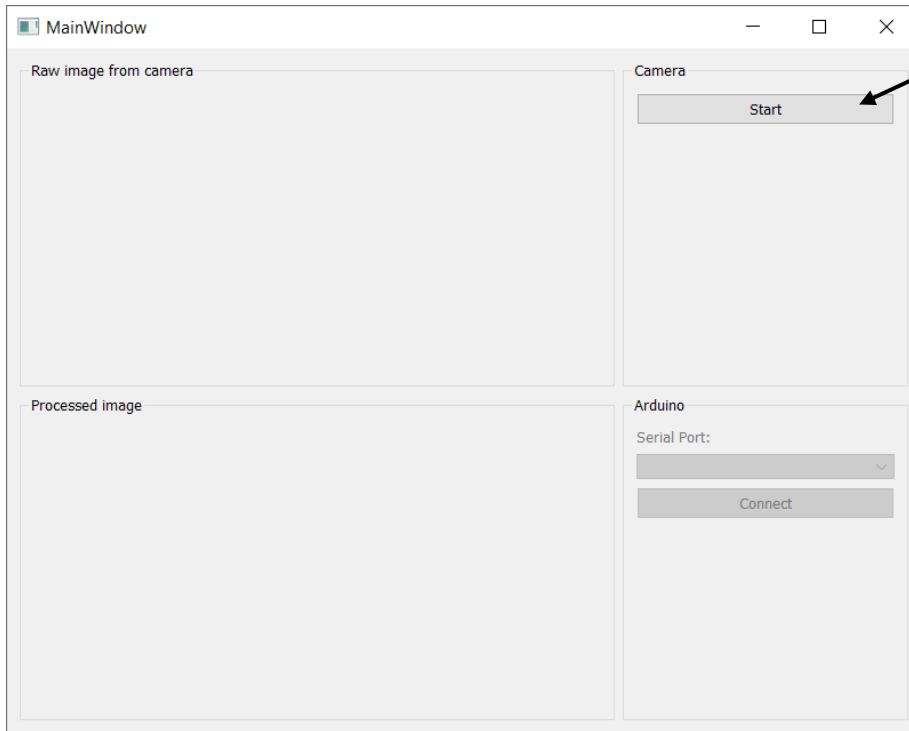 MainWindow
Raw image from camera
Camera
Start
Processed image
Arduino
Serial Port:
Connect